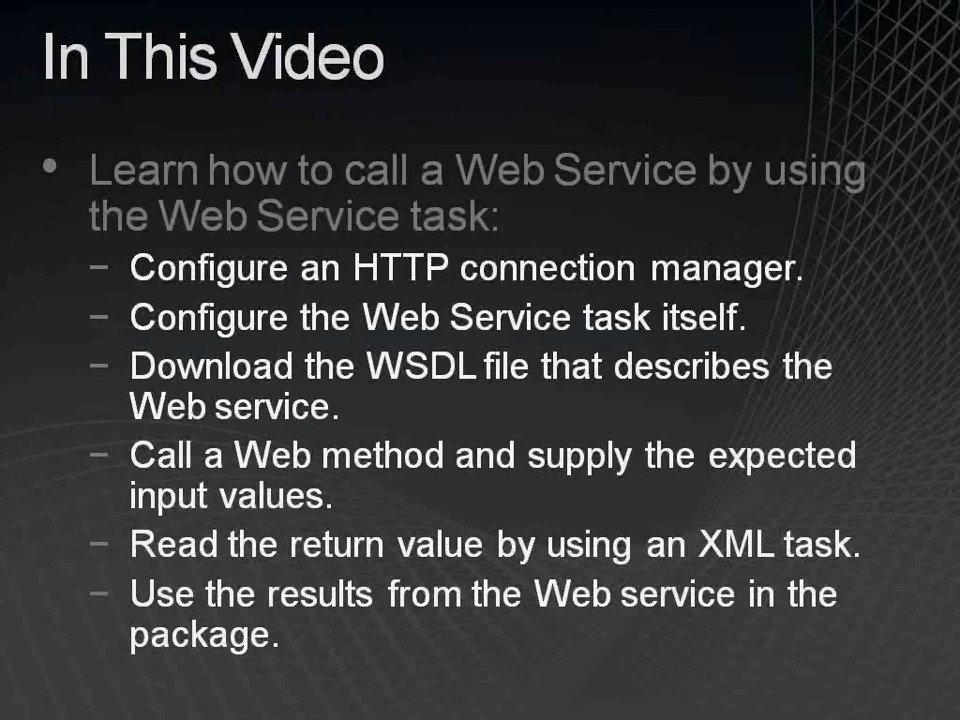 In This Video
• Learn how to call a Web Service by using
the Web Service task:
– Configure an HTTP connection manager.
– Configure the Web Service task itself.
– Download the WSDL file that describes the
Web service.
– Call a Web method and supply the expected
input values.
– Read the return value by using an XML task.
– Use the results from the Web service in the
package.